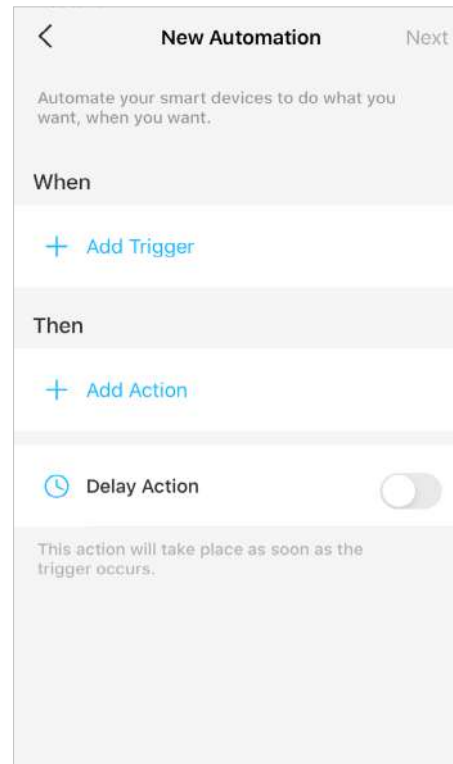 New Automation Next
Automate your smart devices to do what you
want, when you want.
When
Add Trigger
Then
Add Action
Delay Action
This action will take place as soon as the
trigger occurs.